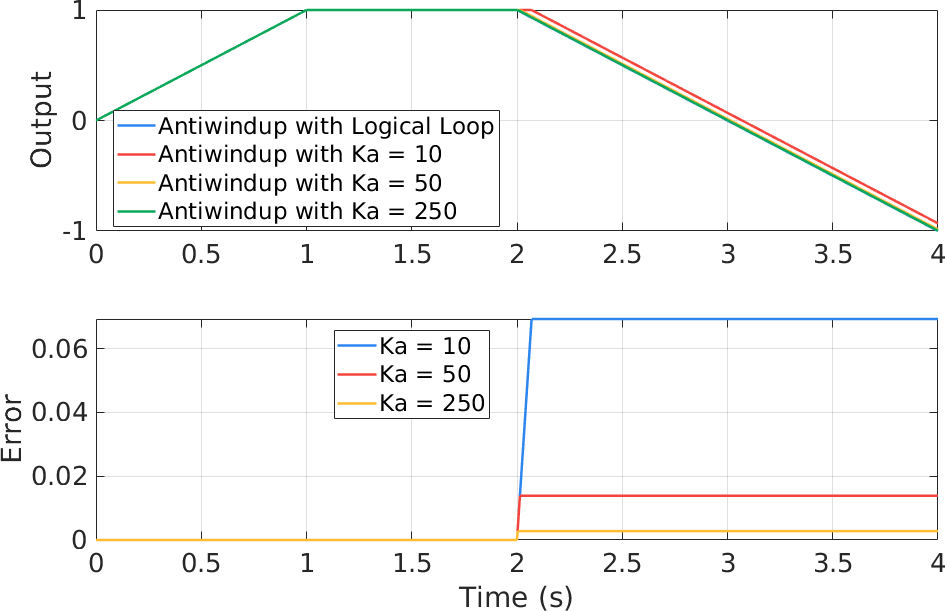 1
0
-1
Output
Antiwindup with Logical Loop
Antiwindup with Ka = 10
Antiwindup with Ka = 50
Antiwindup with Ka = 250
0 0.5 1 1.5 2 2.5 3 3.5 4
0.06
0.04
0.02
0
Error
Ka = 10
Ka = 50
Ka = 250
0 0.5 1 1.5 2 2.5 3 3.5 4
Time (s)